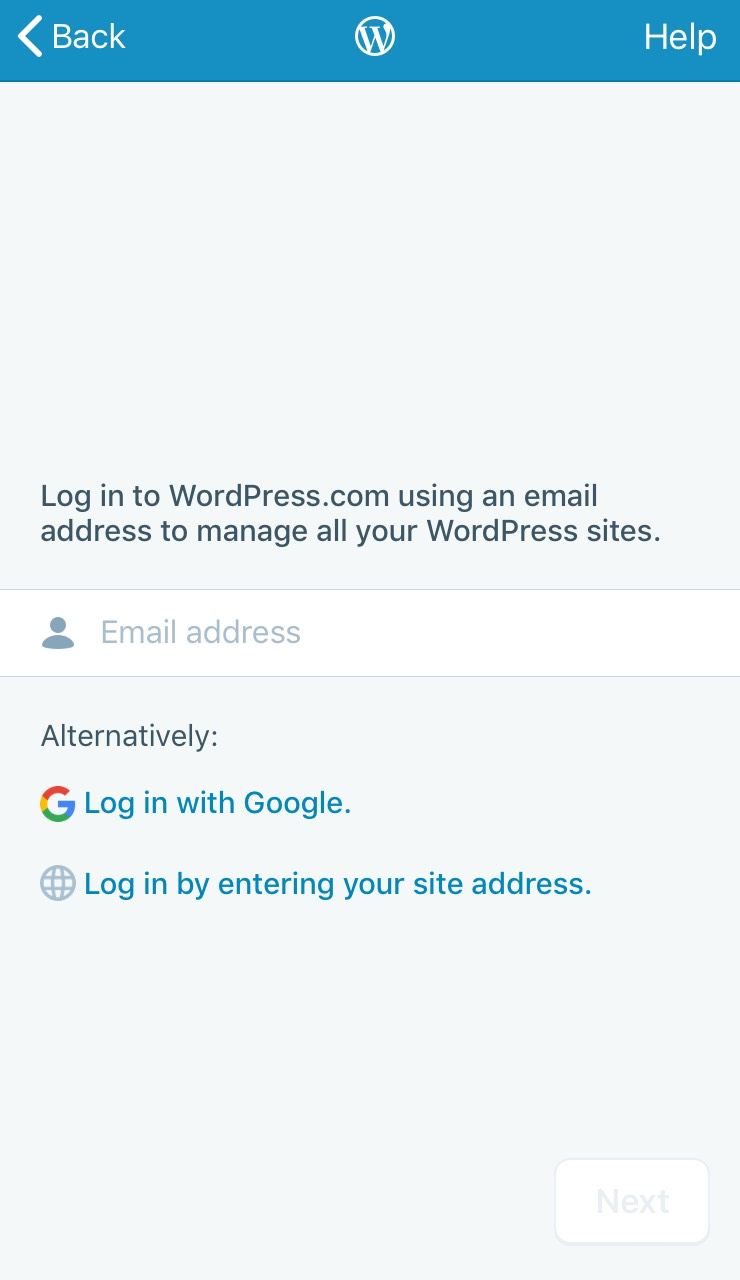 Back
Help
Log in to WordPress.com using an email
address to manage all your WordPress sites.
Email address
Alternatively:
Log in with Google.
Log in by entering your site address.
Next